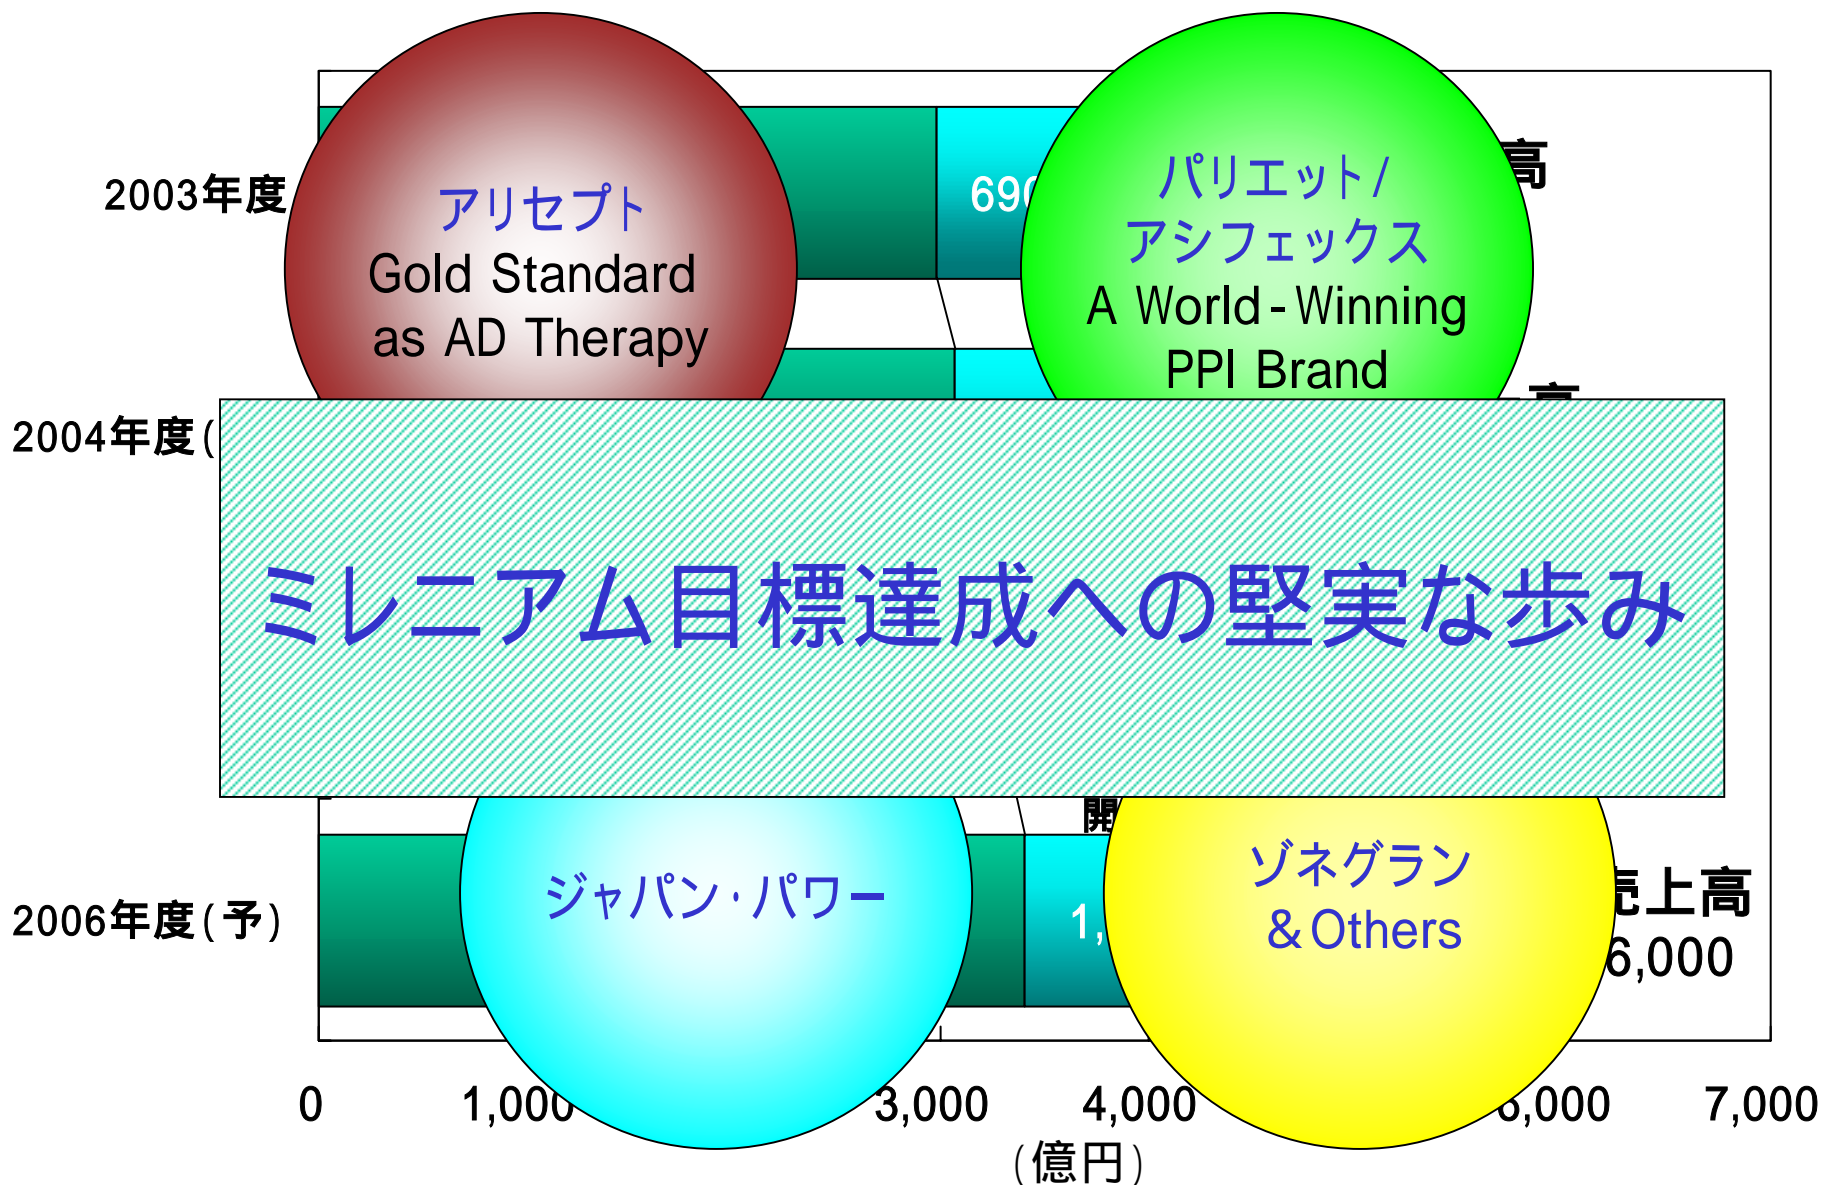 2003年度
690
高
アリセプト
Gold Standard
as AD Therapy
パリエット/
アシフェックス
A World-Winning
PPI Brand
2004年度(
ミレニアム目標達成への堅実な歩み
開
2006年度(予)
ジャパン・パワー
1,
ゾネグラン
&Others
売上高
6,000
0
1,000
3,000
4,000
6,000
7,000
(億円)